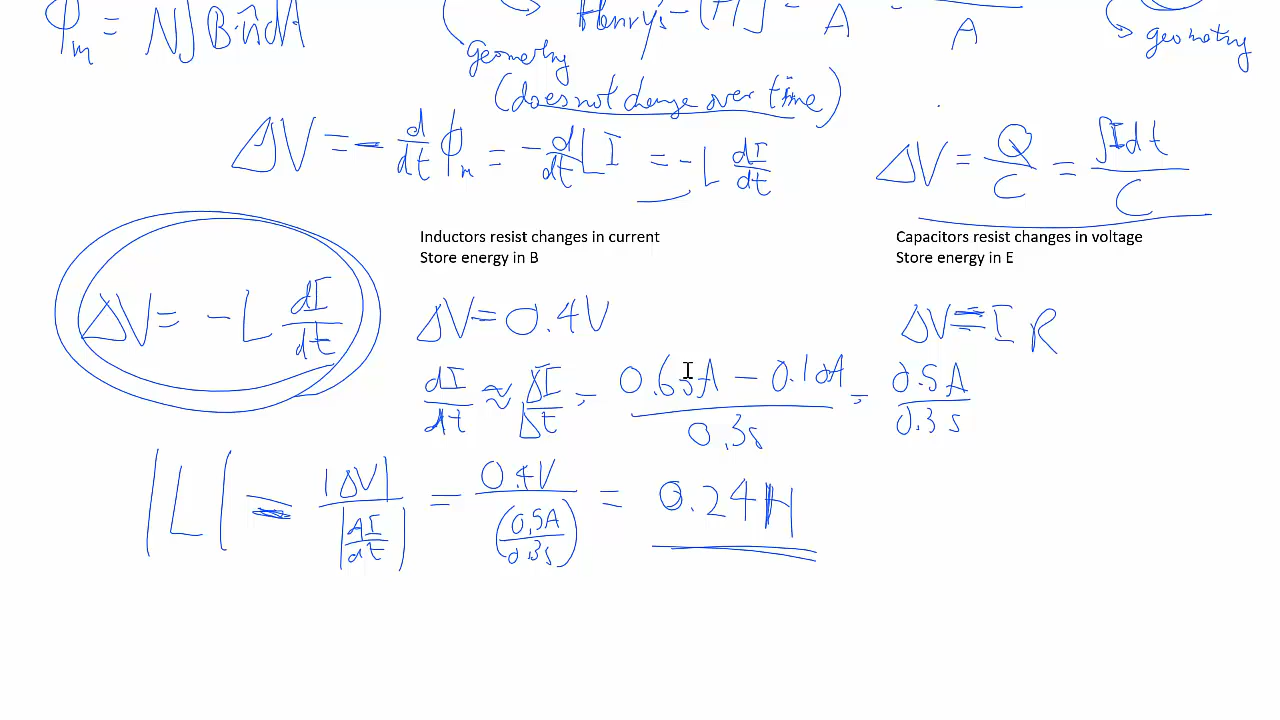 Φm = N∫B·n̂dA
Henry's - [H] = — / A = — / A
geometry
geometry
(does not change over time)
ΔV = - d/dt ϕm = - d/dt LI = -L dI/dt
ΔV = Q/C = ∫Idt/C
Inductors resist changes in current
Store energy in B
Capacitors resist changes in voltage
Store energy in E
ΔV = -L dI/dt
ΔV = 0.4V
ΔV = I R
dI/dt ≈ ΔI/Δt = (0.6A - 0.10A)/0.3s = 0.5A/0.3s
|L| = |ΔV|/|dI/dt| = 0.4V/(0.5A/0.3s) = 0.24H